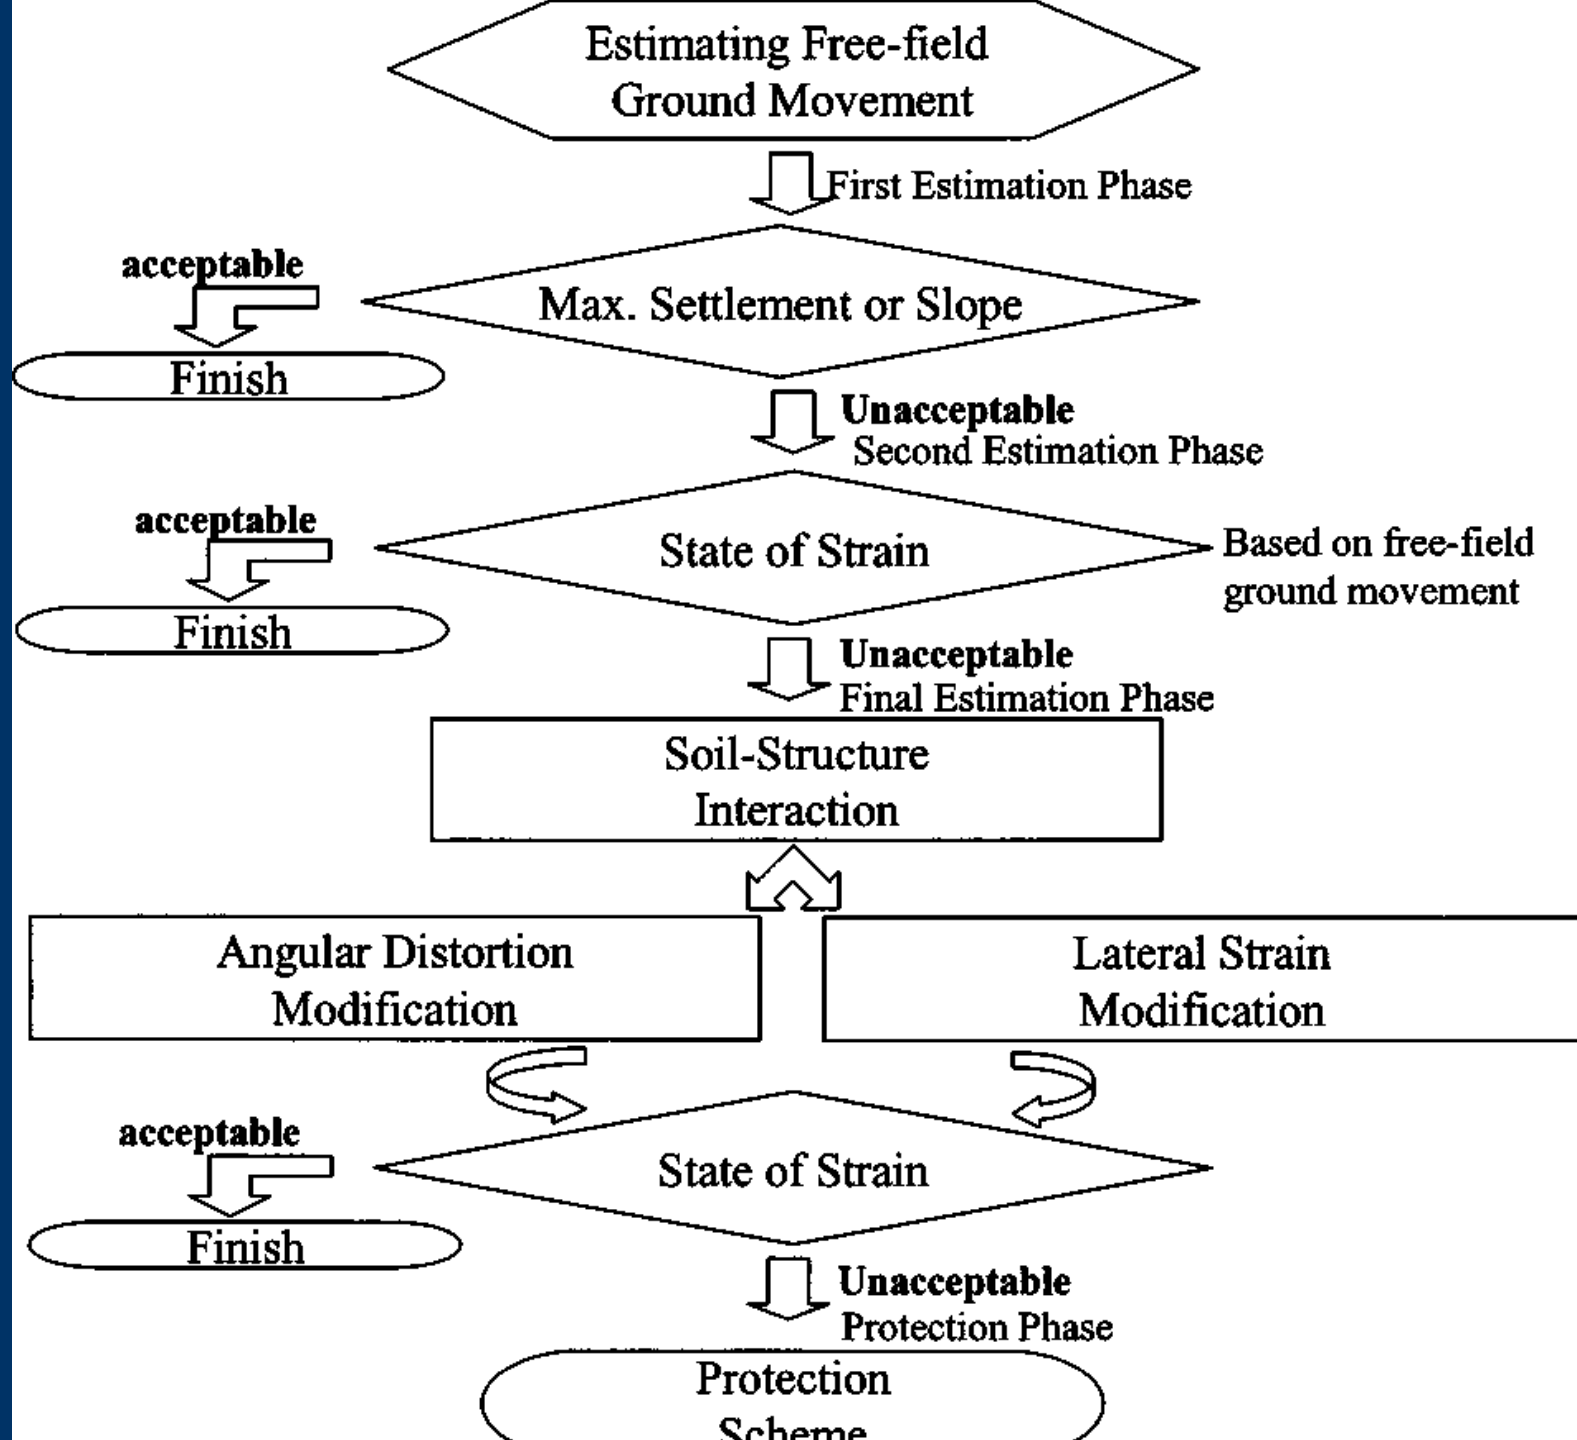 Estimating Free-field
Ground Movement
First Estimation Phase
acceptable
Max. Settlement or Slope
Finish
Unacceptable
Second Estimation Phase
acceptable
State of Strain
Based on free-field
ground movement
Finish
Unacceptable
Final Estimation Phase
Soil-Structure
Interaction
Angular Distortion
Modification
Lateral Strain
Modification
acceptable
State of Strain
Finish
Unacceptable
Protection Phase
Protection
Scheme